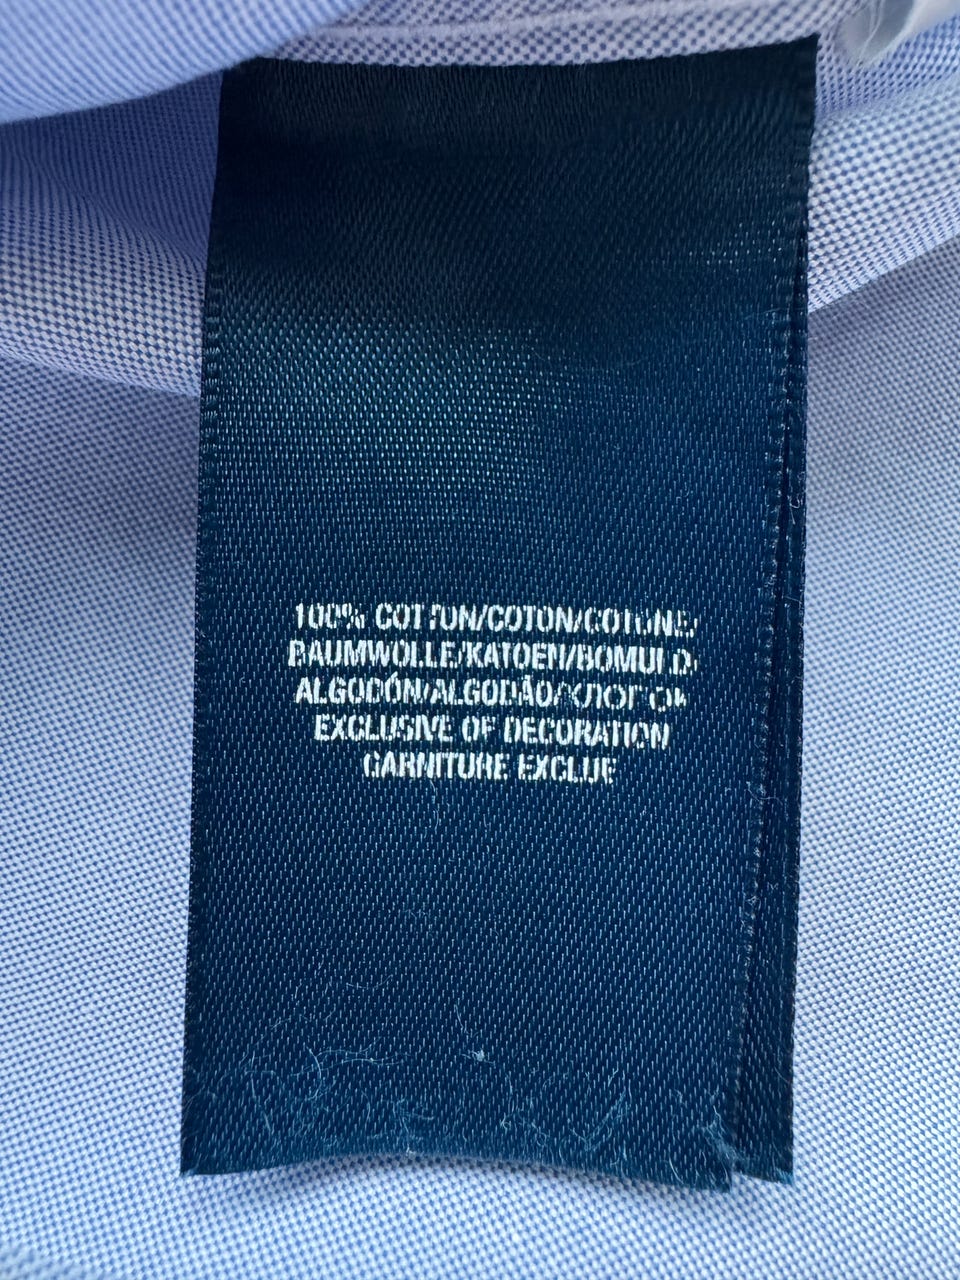 100% COTTON/COTON/COTONE/
BAUMWOLLE/KATOEN/BOMULD
ALGODÓN/ALGODÃO/ХЛОПОК
EXCLUSIVE OF DECORATION
GARNITURE EXCLUE